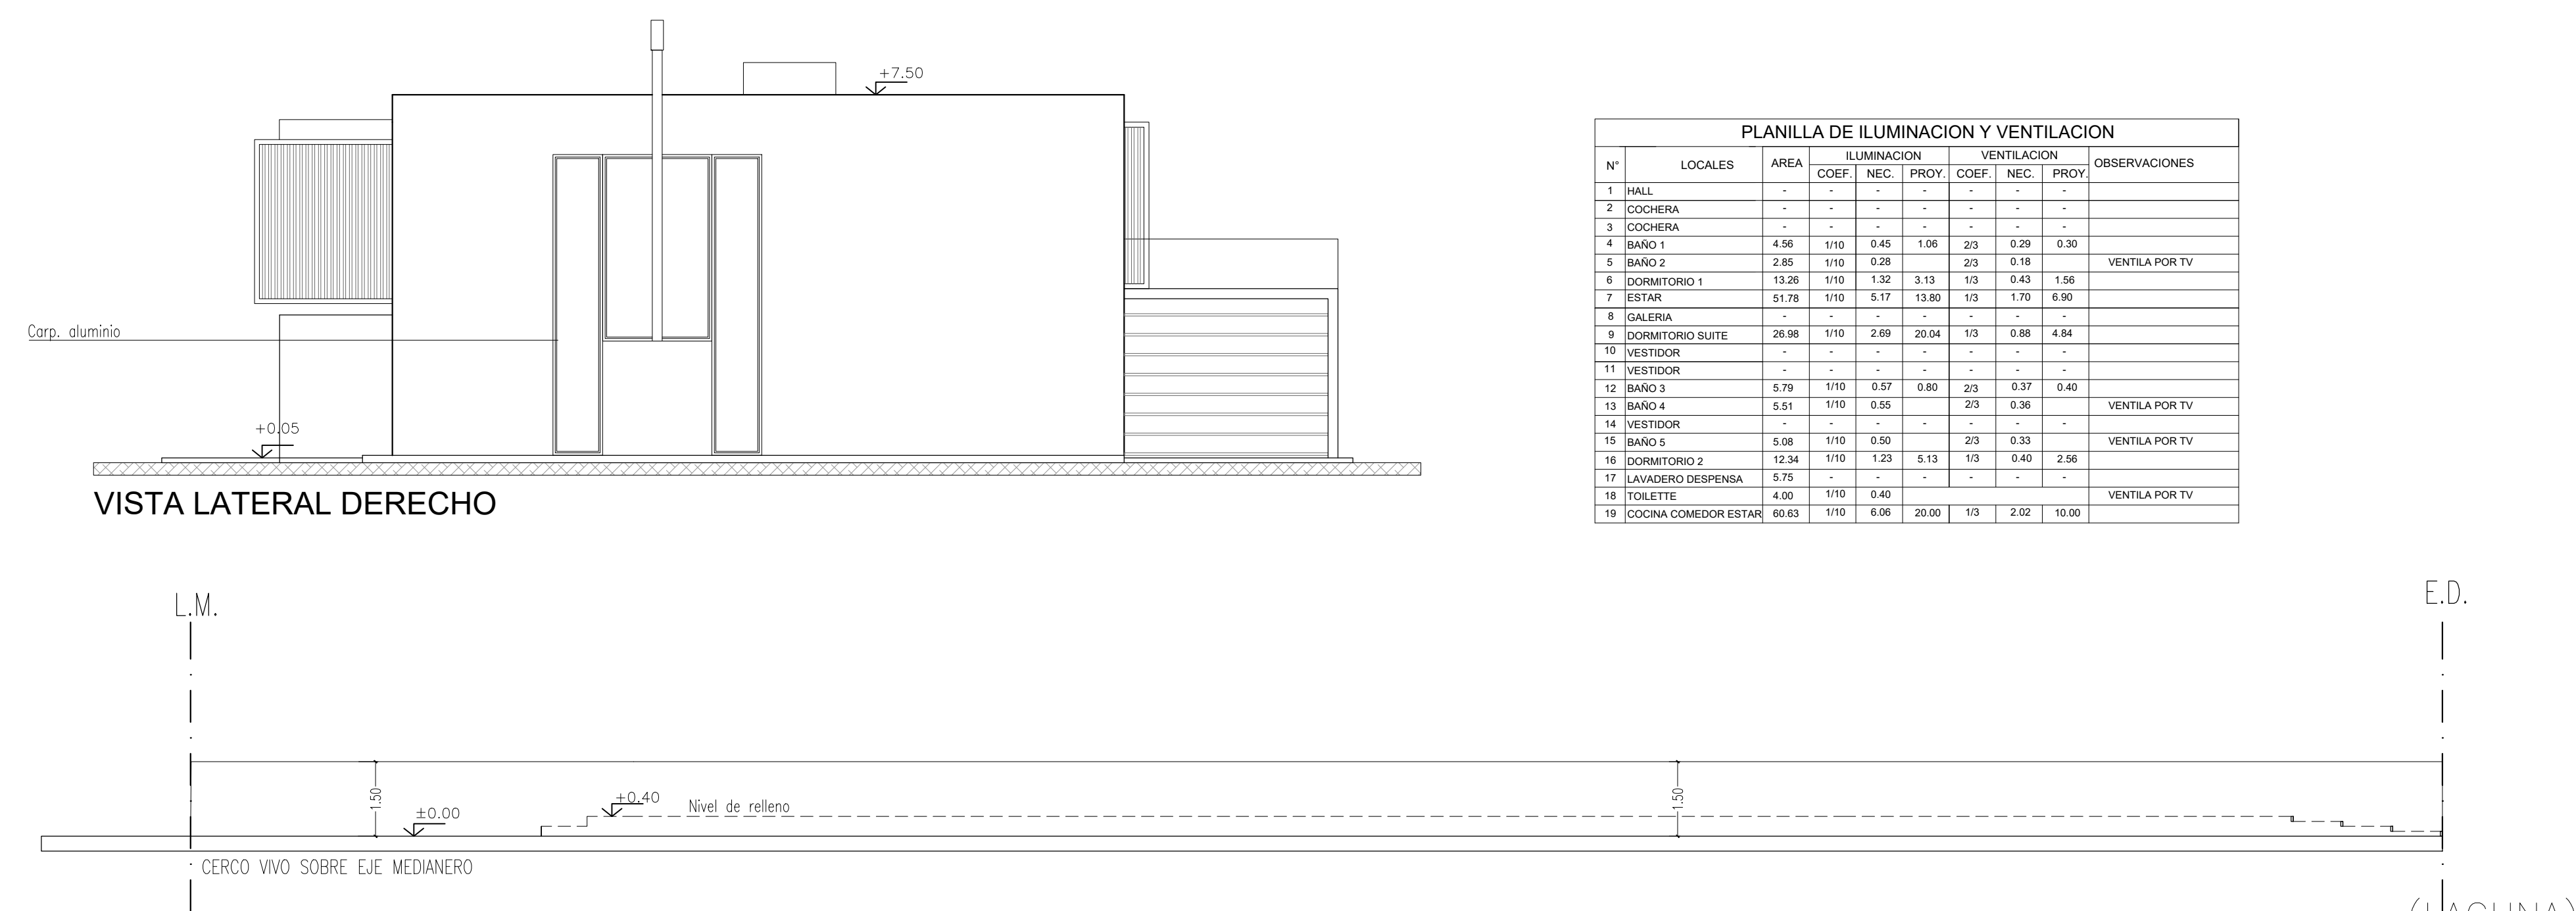 +7.50
Carp. aluminio
+0.05
VISTA LATERAL DERECHO
PLANILLA DE ILUMINACION Y VENTILACION
N° LOCALES AREA ILUMINACION VENTILACION OBSERVACIONES
COEF. NEC. PROY. COEF. NEC. PROY.
1 HALL - - - - - - -
2 COCHERA - - - - - - -
3 COCHERA - - - - - - -
4 BAÑO 1 4.56 1/10 0.45 1.06 2/3 0.29 0.30
5 BAÑO 2 2.85 1/10 0.28 2/3 0.18 VENTILA POR TV
6 DORMITORIO 1 13.26 1/10 1.32 3.13 1/3 0.43 1.56
7 ESTAR 51.78 1/10 5.17 13.80 1/3 1.70 6.90
8 GALERIA - - - - - - -
9 DORMITORIO SUITE 26.98 1/10 2.69 20.04 1/3 0.88 4.84
10 VESTIDOR - - - - - - -
11 VESTIDOR - - - - - - -
12 BAÑO 3 5.79 1/10 0.57 0.80 2/3 0.37 0.40
13 BAÑO 4 5.51 1/10 0.55 2/3 0.36 VENTILA POR TV
14 VESTIDOR - - - - - - -
15 BAÑO 5 5.08 1/10 0.50 2/3 0.33 VENTILA POR TV
16 DORMITORIO 2 12.34 1/10 1.23 5.13 1/3 0.40 2.56
17 LAVADERO DESPENSA 5.75 - - - - - -
18 TOILETTE 4.00 1/10 0.40 VENTILA POR TV
19 COCINA COMEDOR ESTAR 60.63 1/10 6.06 20.00 1/3 2.02 10.00
L.M.
E.D.
1.50
±0.00
+0.40
Nivel de relleno
1.50
CERCO VIVO SOBRE EJE MEDIANERO
(LAGUNA)